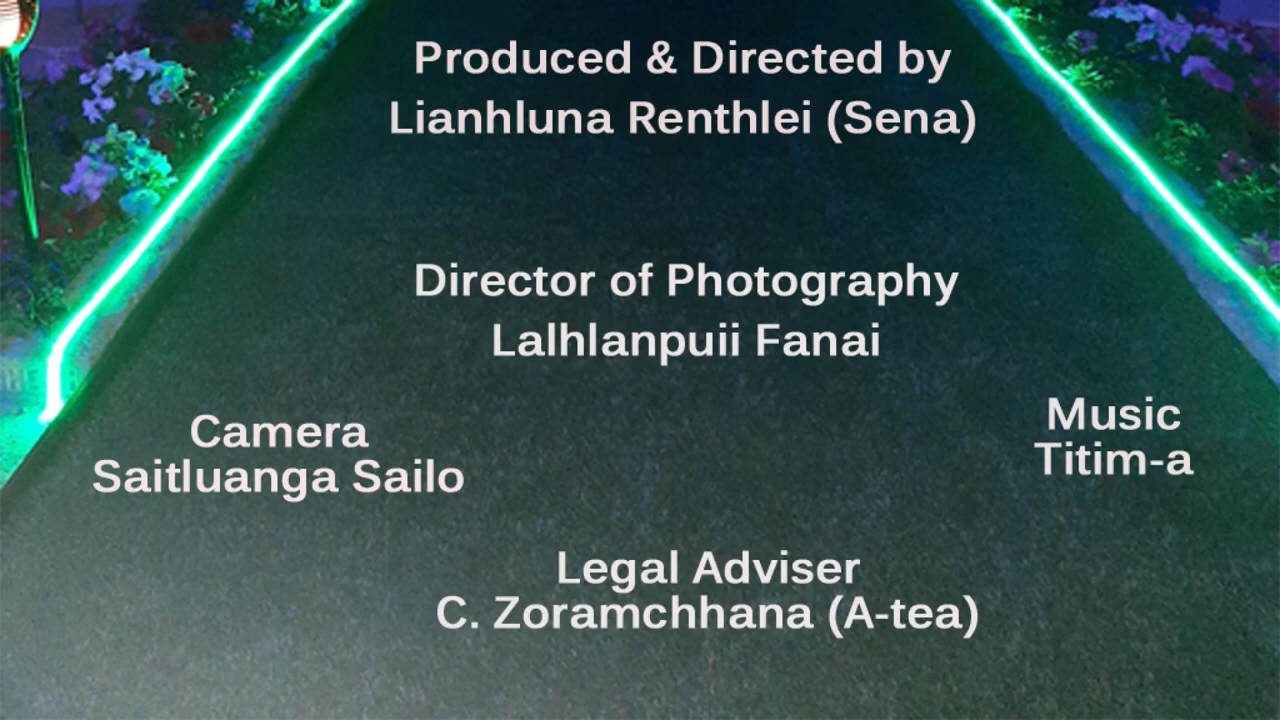 Produced & Directed by
Lianhluna Renthlei (Sena)
Director of Photography
Lalhlanpuii Fanai
Camera
Saitluanga Sailo
Music
Titim-a
Legal Adviser
C. Zoramchhana (A-tea)